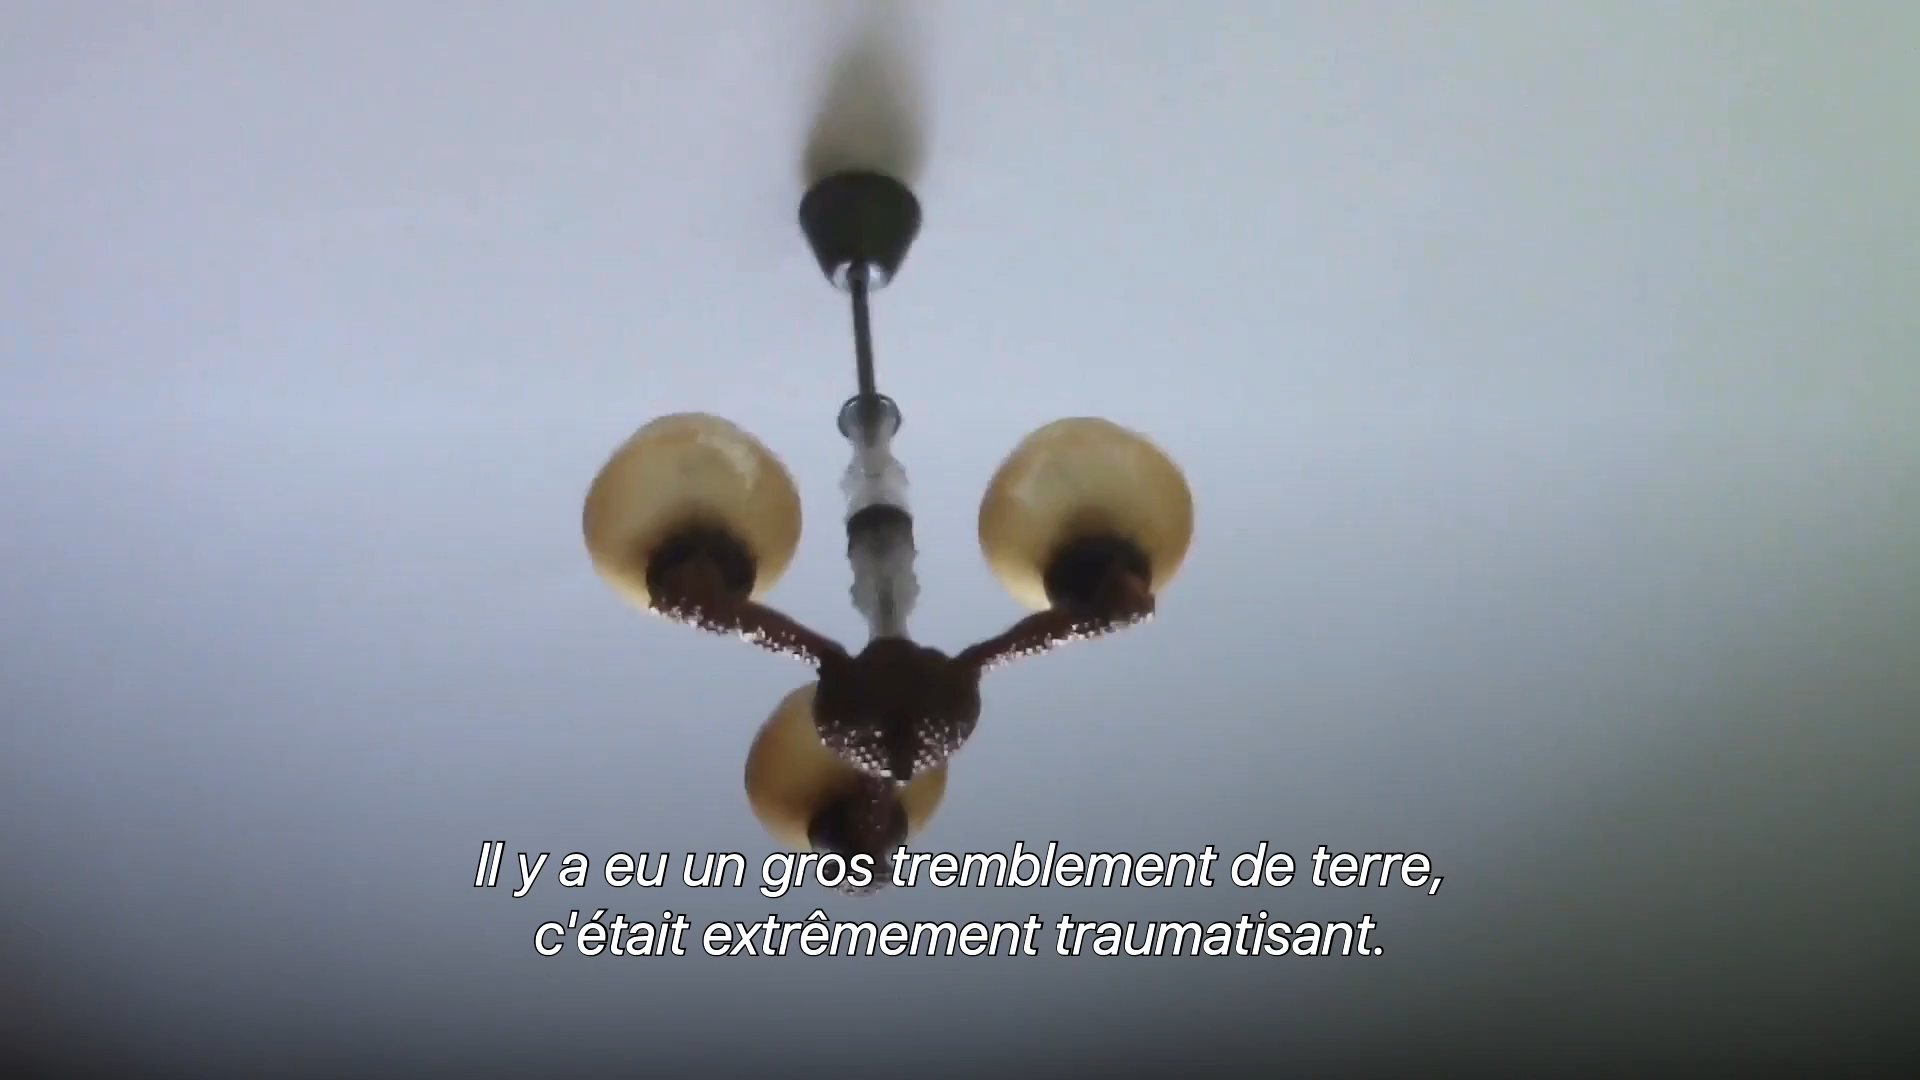 Il y a eu un gros tremblement de terre,
c'était extrêmement traumatisant.